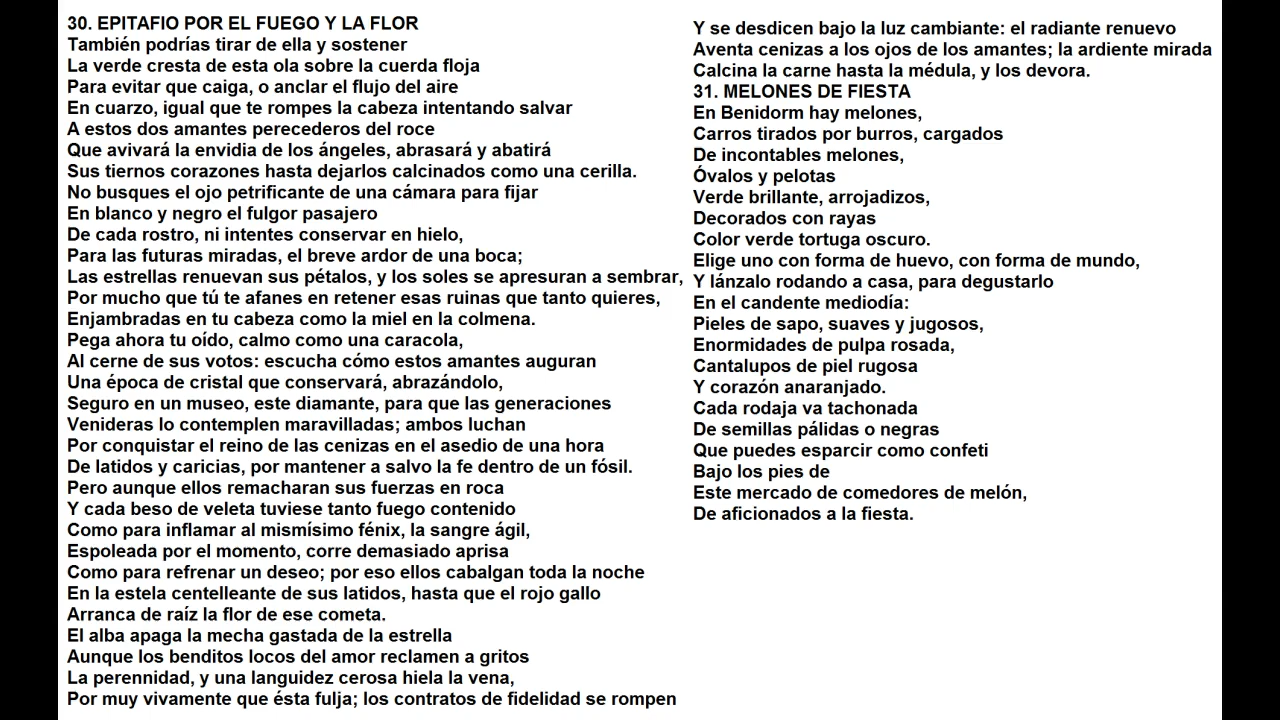 30. EPITAFIO POR EL FUEGO Y LA FLOR
También podrías tirar de ella y sostener
La verde cresta de esta ola sobre la cuerda floja
Para evitar que caiga, o anclar el flujo del aire
En cuarzo, igual que te rompes la cabeza intentando salvar
A estos dos amantes perecederos del roce
Que avivará la envidia de los ángeles, abrasará y abatirá
Sus tiernos corazones hasta dejarlos calcinados como una cerilla.
No busques el ojo petrificante de una cámara para fijar
En blanco y negro el fulgor pasajero
De cada rostro, ni intentes conservar en hielo,
Para las futuras miradas, el breve ardor de una boca;
Las estrellas renuevan sus pétalos, y los soles se apresuran a sembrar,
Por mucho que tú te afanes en retener esas ruinas que tanto quieres,
Enjambradas en tu cabeza como la miel en la colmena.
Pega ahora tu oído, calmo como una caracola,
Al cerne de sus votos: escucha cómo estos amantes auguran
Una época de cristal que conservará, abrazándolo,
Seguro en un museo, este diamante, para que las generaciones
Venideras lo contemplen maravilladas; ambos luchan
Por conquistar el reino de las cenizas en el asedio de una hora
De latidos y caricias, por mantener a salvo la fe dentro de un fósil.
Pero aunque ellos remacharan sus fuerzas en roca
Y cada beso de veleta tuviese tanto fuego contenido
Como para inflamar al mismísimo fénix, la sangre ágil,
Espoleada por el momento, corre demasiado aprisa
Como para refrenar un deseo; por eso ellos cabalgan toda la noche
En la estela centelleante de sus latidos, hasta que el rojo gallo
Arranca de raíz la flor de ese cometa.
El alba apaga la mecha gastada de la estrella
Aunque los benditos locos del amor reclamen a gritos
La perennidad, y una languidez cerosa hiela la vena,
Por muy vivamente que ésta fulja; los contratos de fidelidad se rompen
Y se desdicen bajo la luz cambiante: el radiante renuevo
Aventa cenizas a los ojos de los amantes; la ardiente mirada
Calcina la carne hasta la médula, y los devora.
31. MELONES DE FIESTA
En Benidorm hay melones,
Carros tirados por burros, cargados
De incontables melones,
Óvalos y pelotas
Verde brillante, arrojadizos,
Decorados con rayas
Color verde tortuga oscuro.
Elige uno con forma de huevo, con forma de mundo,
Y lánzalo rodando a casa, para degustarlo
En el candente mediodía:
Pieles de sapo, suaves y jugosos,
Enormidades de pulpa rosada,
Cantalupos de piel rugosa
Y corazón anaranjado.
Cada rodaja va tachonada
De semillas pálidas o negras
Que puedes esparcir como confeti
Bajo los pies de
Este mercado de comedores de melón,
De aficionados a la fiesta.